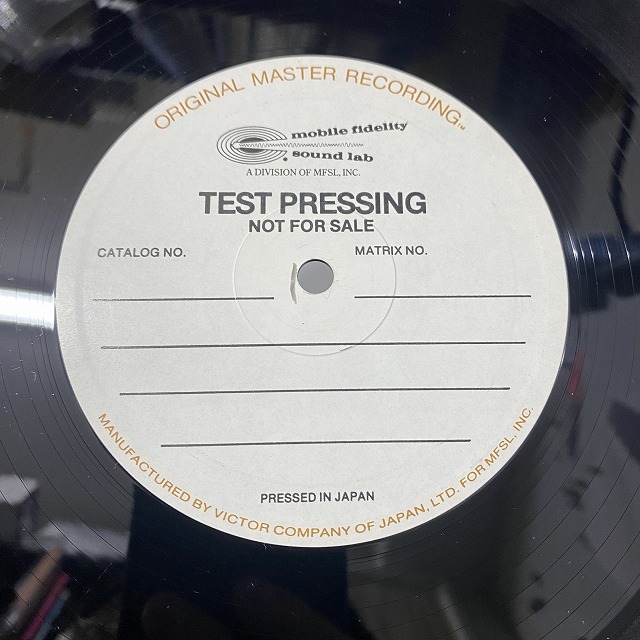 ORIGINAL MASTER RECORDING™
mobile fidelity
sound lab
A DIVISION OF MFSL, INC.
TEST PRESSING
NOT FOR SALE
CATALOG NO.
MATRIX NO.
PRESSED IN JAPAN
MANUFACTURED BY VICTOR COMPANY OF JAPAN, LTD. FOR MFSL, INC.